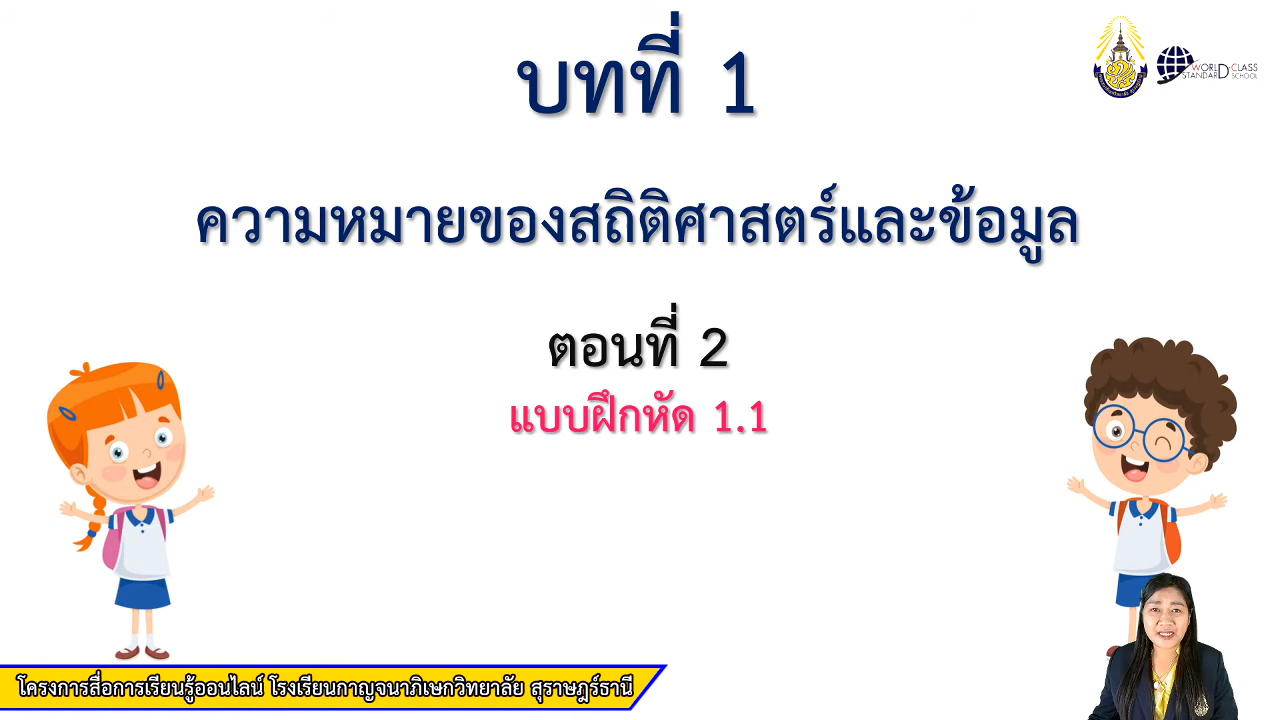 บทที่ 1
WORLD CLASS
STANDARD SCHOOL
ความหมายของสถิติศาสตร์และข้อมูล
ตอนที่ 2
แบบฝึกหัด 1.1
โครงการสื่อการเรียนรู้ออนไลน์ โรงเรียนกาญจนาภิเษกวิทยาลัย สุราษฎร์ธานี